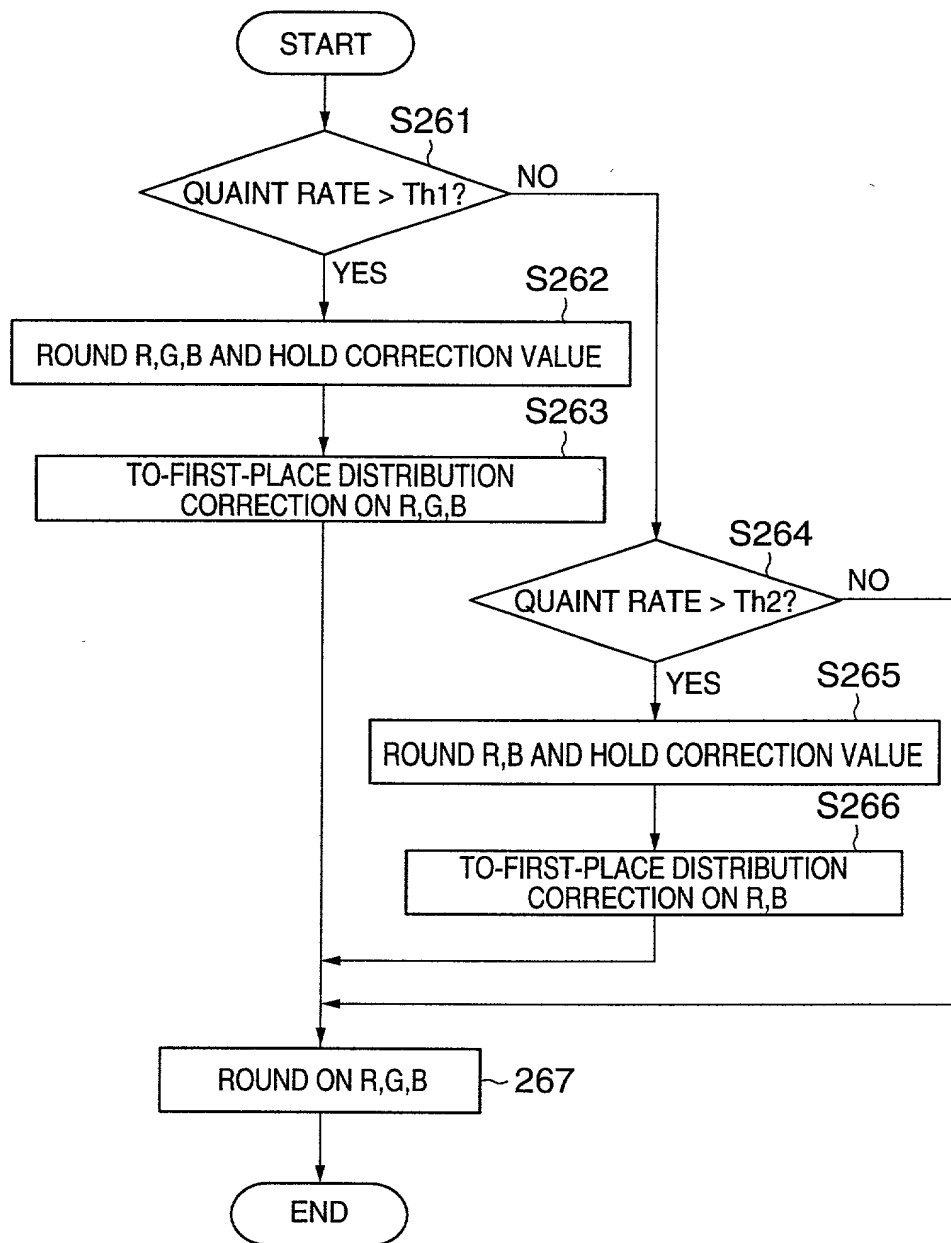 START
S261
QUAINT RATE > Th1?
NO
YES
S262
ROUND R,G,B AND HOLD CORRECTION VALUE
S263
TO-FIRST-PLACE DISTRIBUTION
CORRECTION ON R,G,B
S264
QUAINT RATE > Th2?
NO
YES
S265
ROUND R,B AND HOLD CORRECTION VALUE
S266
TO-FIRST-PLACE DISTRIBUTION
CORRECTION ON R,B
ROUND ON R,G,B
267
END